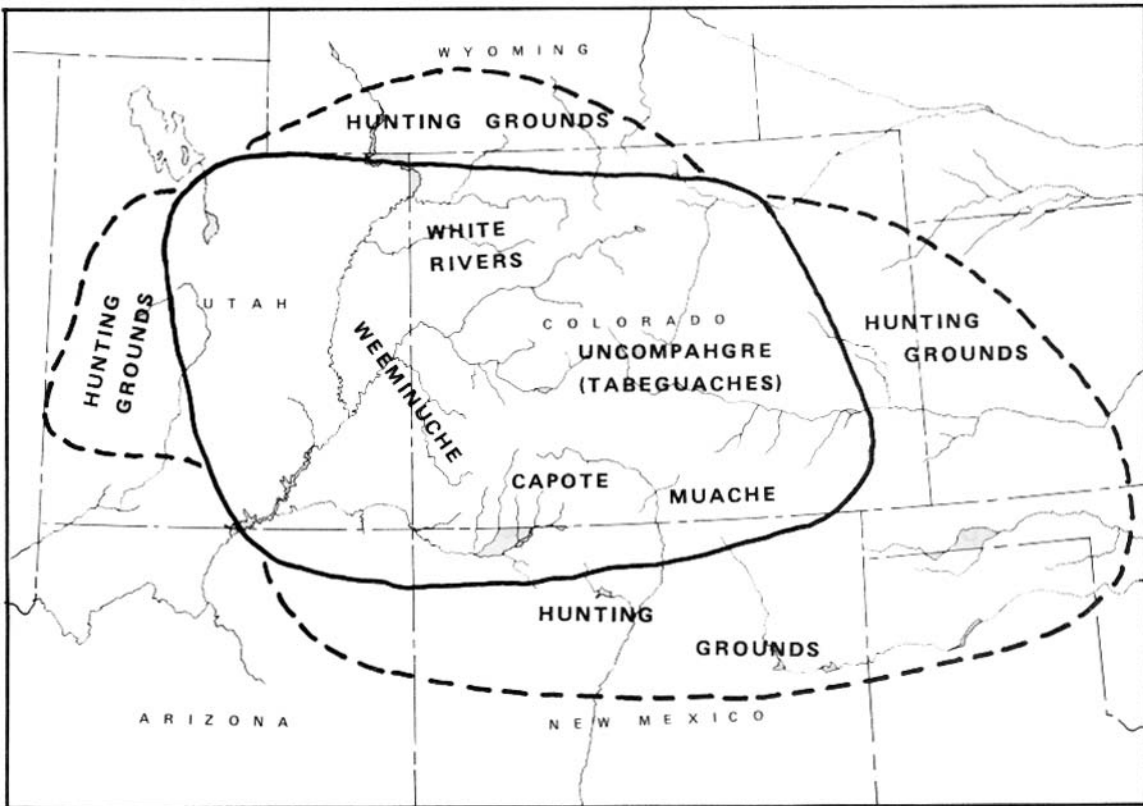 WYOMING
HUNTING GROUNDS
WHITE
RIVERS
UTAH
HUNTING
GROUNDS
WEEMINUCHE
COLORADO
UNCOMPAHGRE
(TABEGUACHES)
HUNTING
GROUNDS
CAPOTE
MUACHE
HUNTING
GROUNDS
ARIZONA
NEW MEXICO